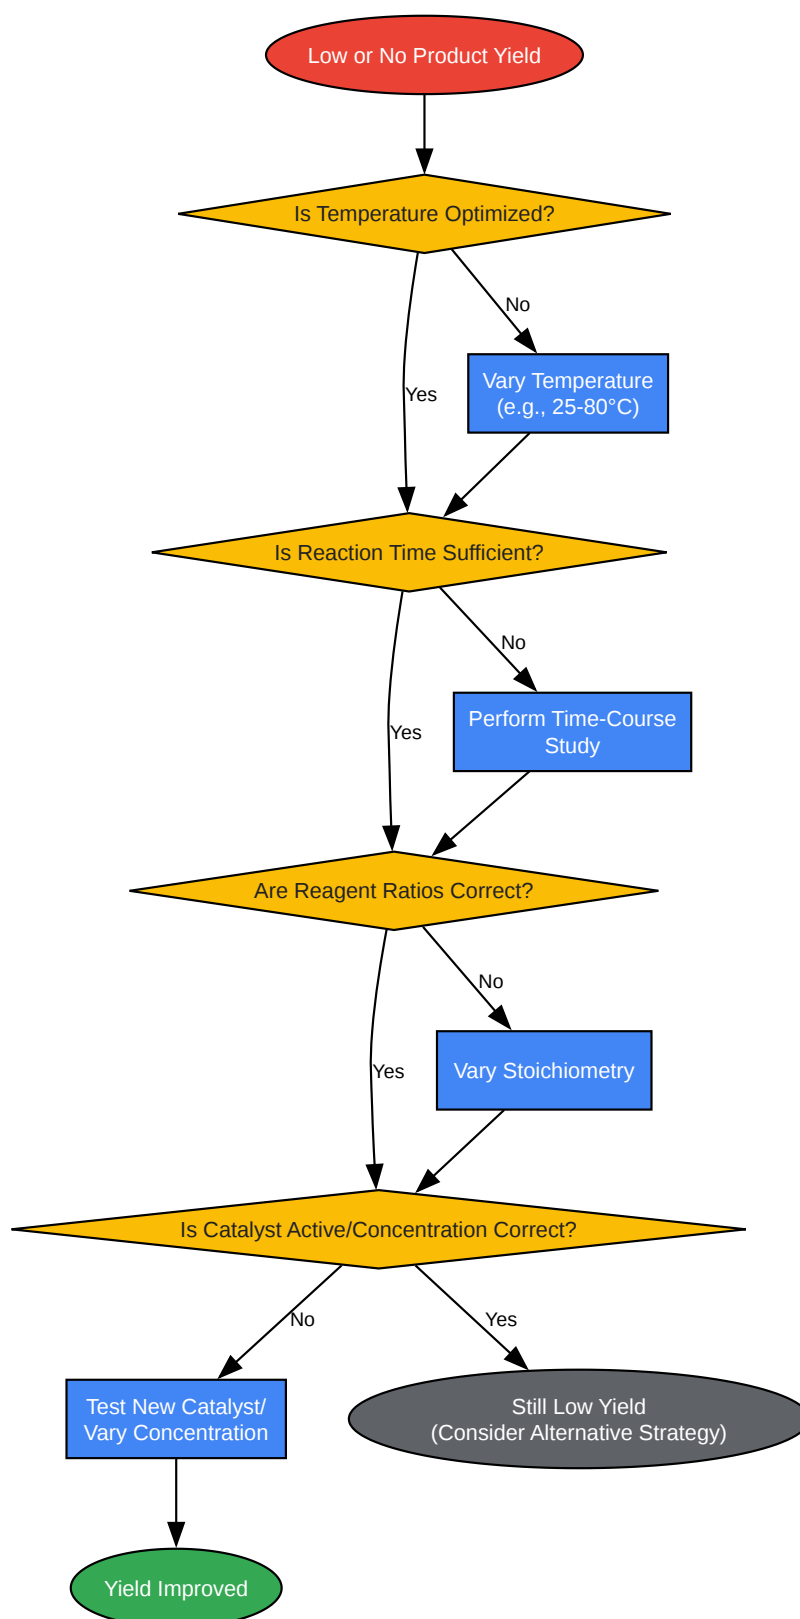 Low or No Product Yield
Is Temperature Optimized?
No
Vary Temperature
(e.g., 25-80°C)
Yes
Is Reaction Time Sufficient?
No
Perform Time-Course
Study
Yes
Are Reagent Ratios Correct?
No
Vary Stoichiometry
Yes
Is Catalyst Active/Concentration Correct?
No
Yes
Test New Catalyst/
Vary Concentration
Still Low Yield
(Consider Alternative Strategy)
Yield Improved